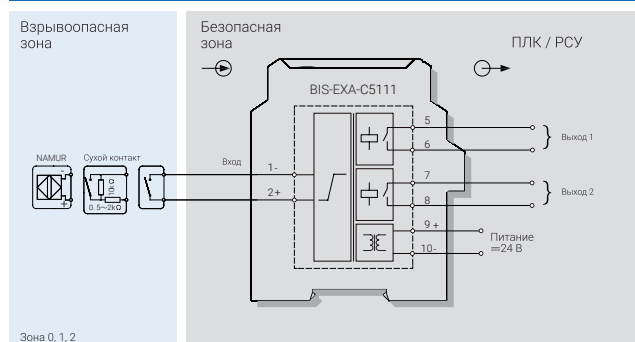 Взрывоопасная
зона
Безопасная
зона
ПЛК / РСУ
BIS-EXA-C5111
NAMUR
Сухой контакт
Вход
-
+
10kΩ
0.5~2kΩ
1-
2+
5
6
Выход 1
7
8
Выход 2
9 +
10-
Питание
⎓24 В
Зона 0, 1, 2